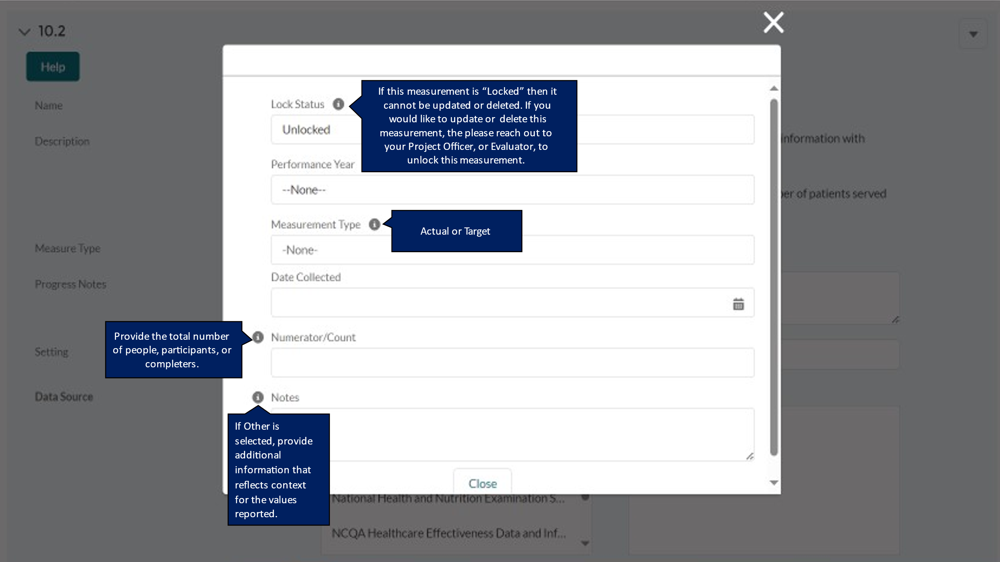 10.2
Help
Name
Description
information with
of patients served
Measure Type
Progress Notes
Setting
Data Source
Lock Status
Unlocked
If this measurement is “Locked” then it
cannot be updated or deleted. If you
would like to update or delete this
measurement, the please reach out to
your Project Officer, or Evaluator, to
unlock this measurement.
Performance Year
--None--
Measurement Type
Actual or Target
-None-
Date Collected
Numerator/Count
Provide the total number
of people, participants, or
completers.
Notes
If Other is
selected, provide
additional
information that
reflects context
for the values
reported.
Close
National Health and Nutrition Examination S...
NCQA Healthcare Effectiveness Data and Inf...